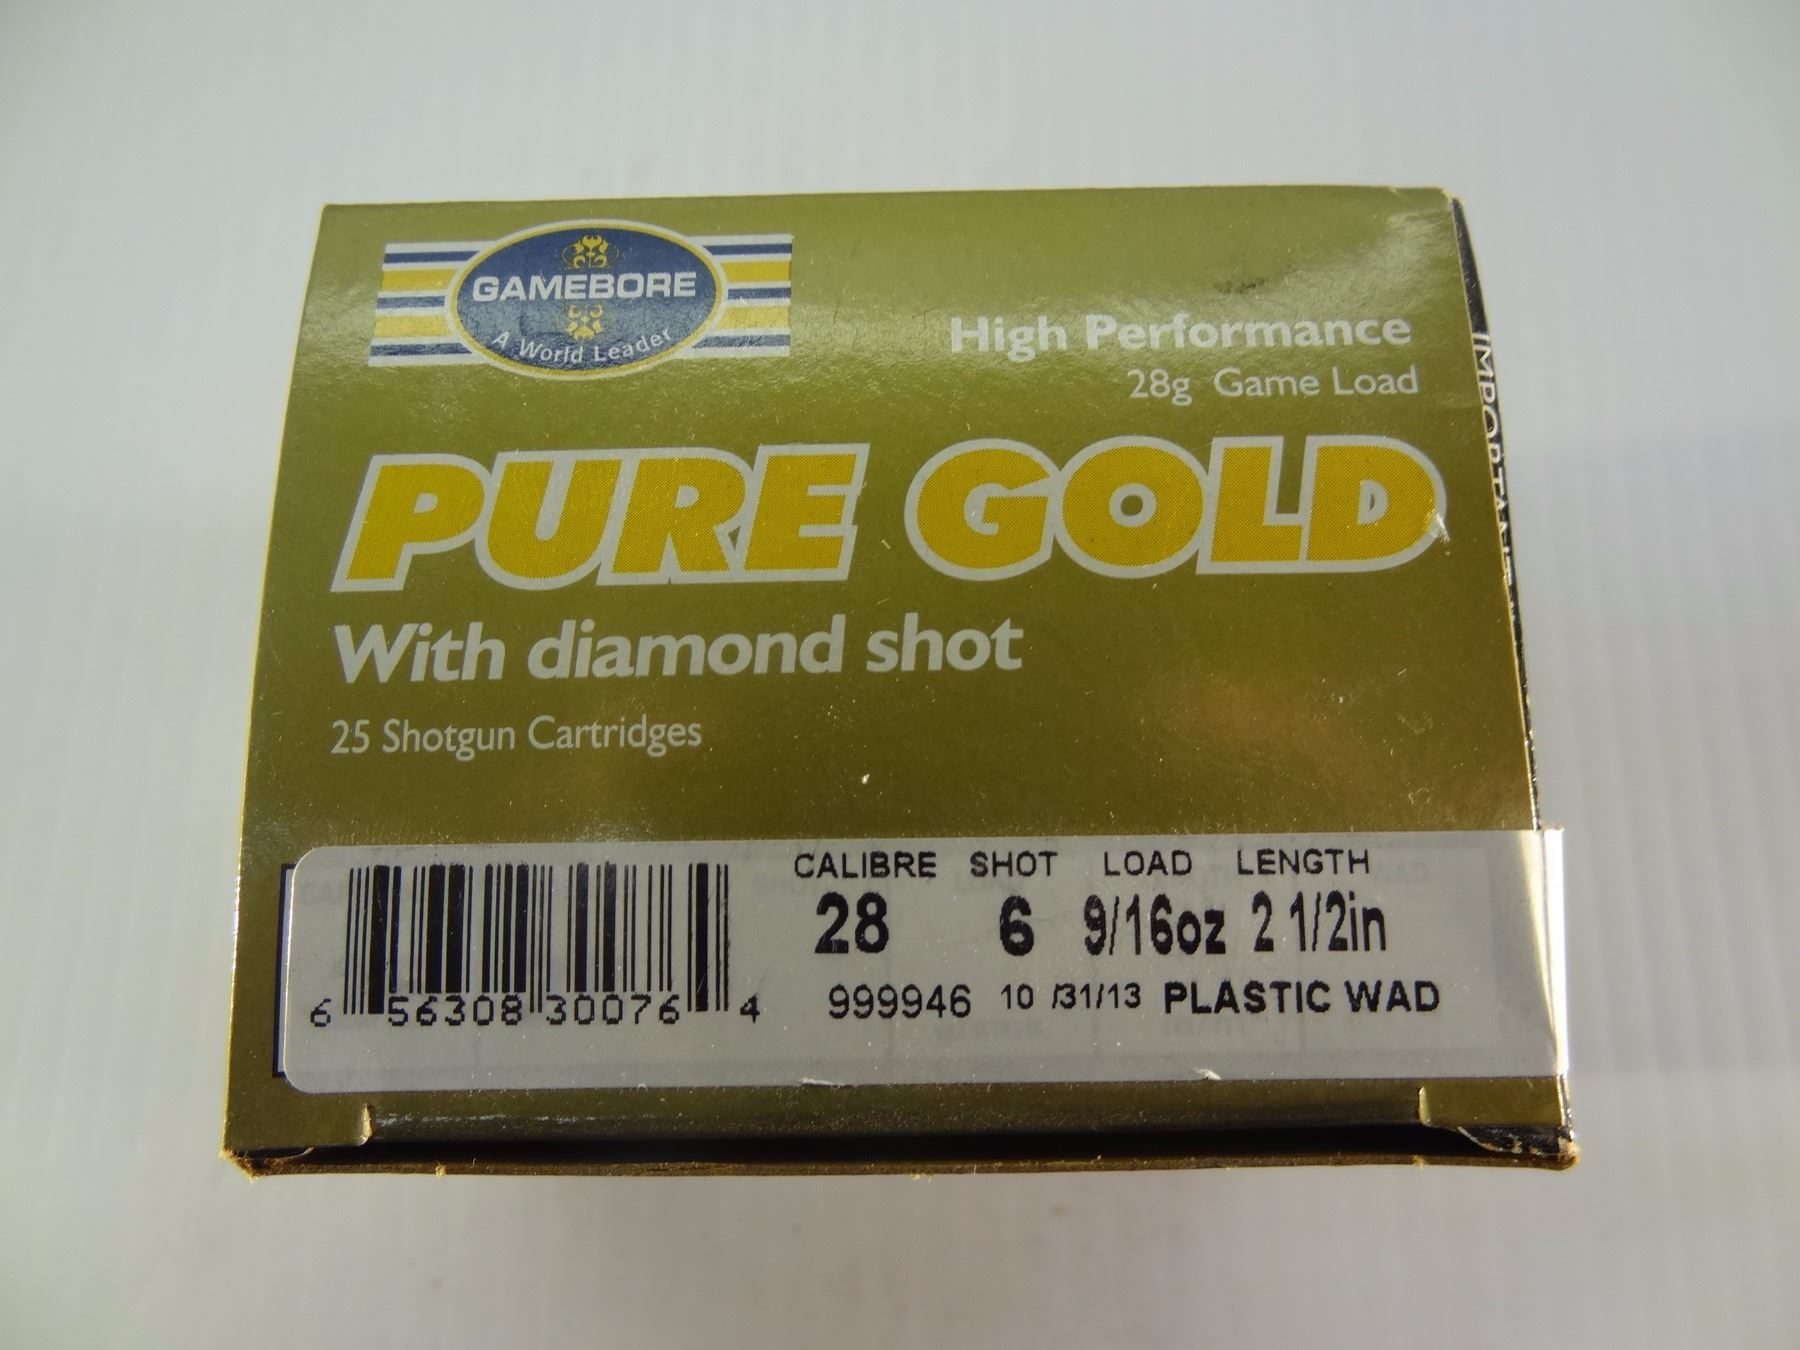 GAMEBORE
A World Leader
High Performance
28g Game Load
PURE GOLD
With diamond shot
25 Shotgun Cartridges
CALIBRE SHOT LOAD LENGTH
28 6 9/16oz 2 1/2in
6 56308 30076 4
999946 10 /31/13 PLASTIC WAD
IMPORTANT